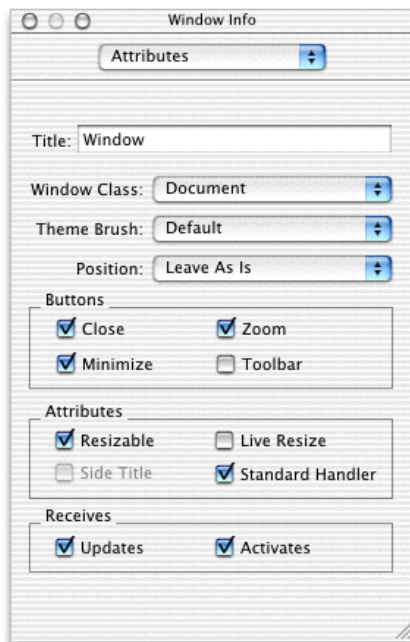 Window Info
Attributes
Title: Window
Window Class: Document
Theme Brush: Default
Position: Leave As Is
Buttons
Close Zoom
Minimize Toolbar
Attributes
Resizable Live Resize
Side Title Standard Handler
Receives
Updates Activates